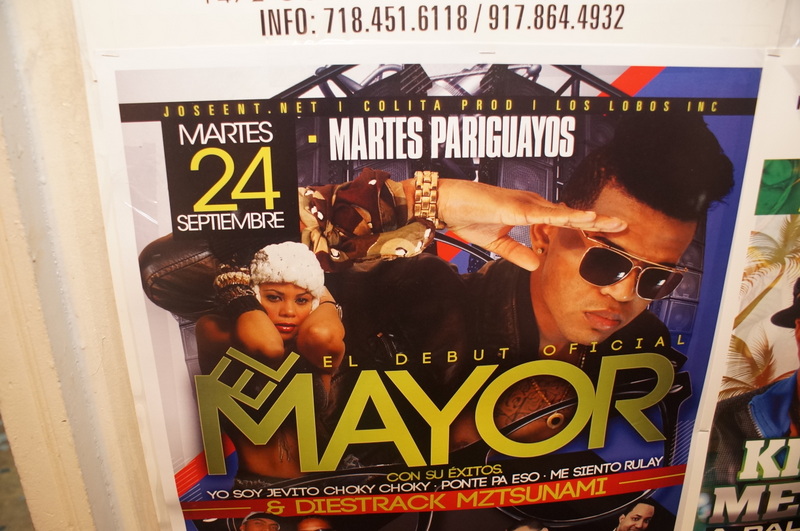 INFO: 718.451.6118 / 917.864.4932
JOSEENT.NET I COLITA PROD I LOS LOBOS INC
MARTES
24
SEPTIEMBRE
MARTES PARIGUAYOS
EL DEBUT OFICIAL
EL
MAYOR
CON SU ÉXITOS
YO SOY JEVITO CHOKY CHOKY · PONTE PA ESO · ME SIENTO RULAY
& DIESTRACK MZTSUNAMI